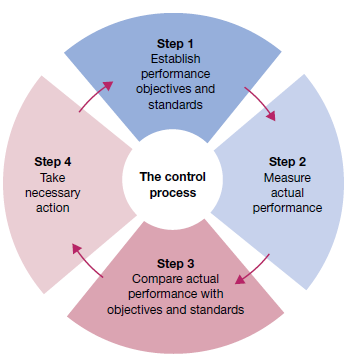 Step 1
Establish
performance
objectives and
standards
Step 2
Measure
actual
performance
Step 3
Compare actual
performance with
objectives and standards
Step 4
Take
necessary
action
The control
process